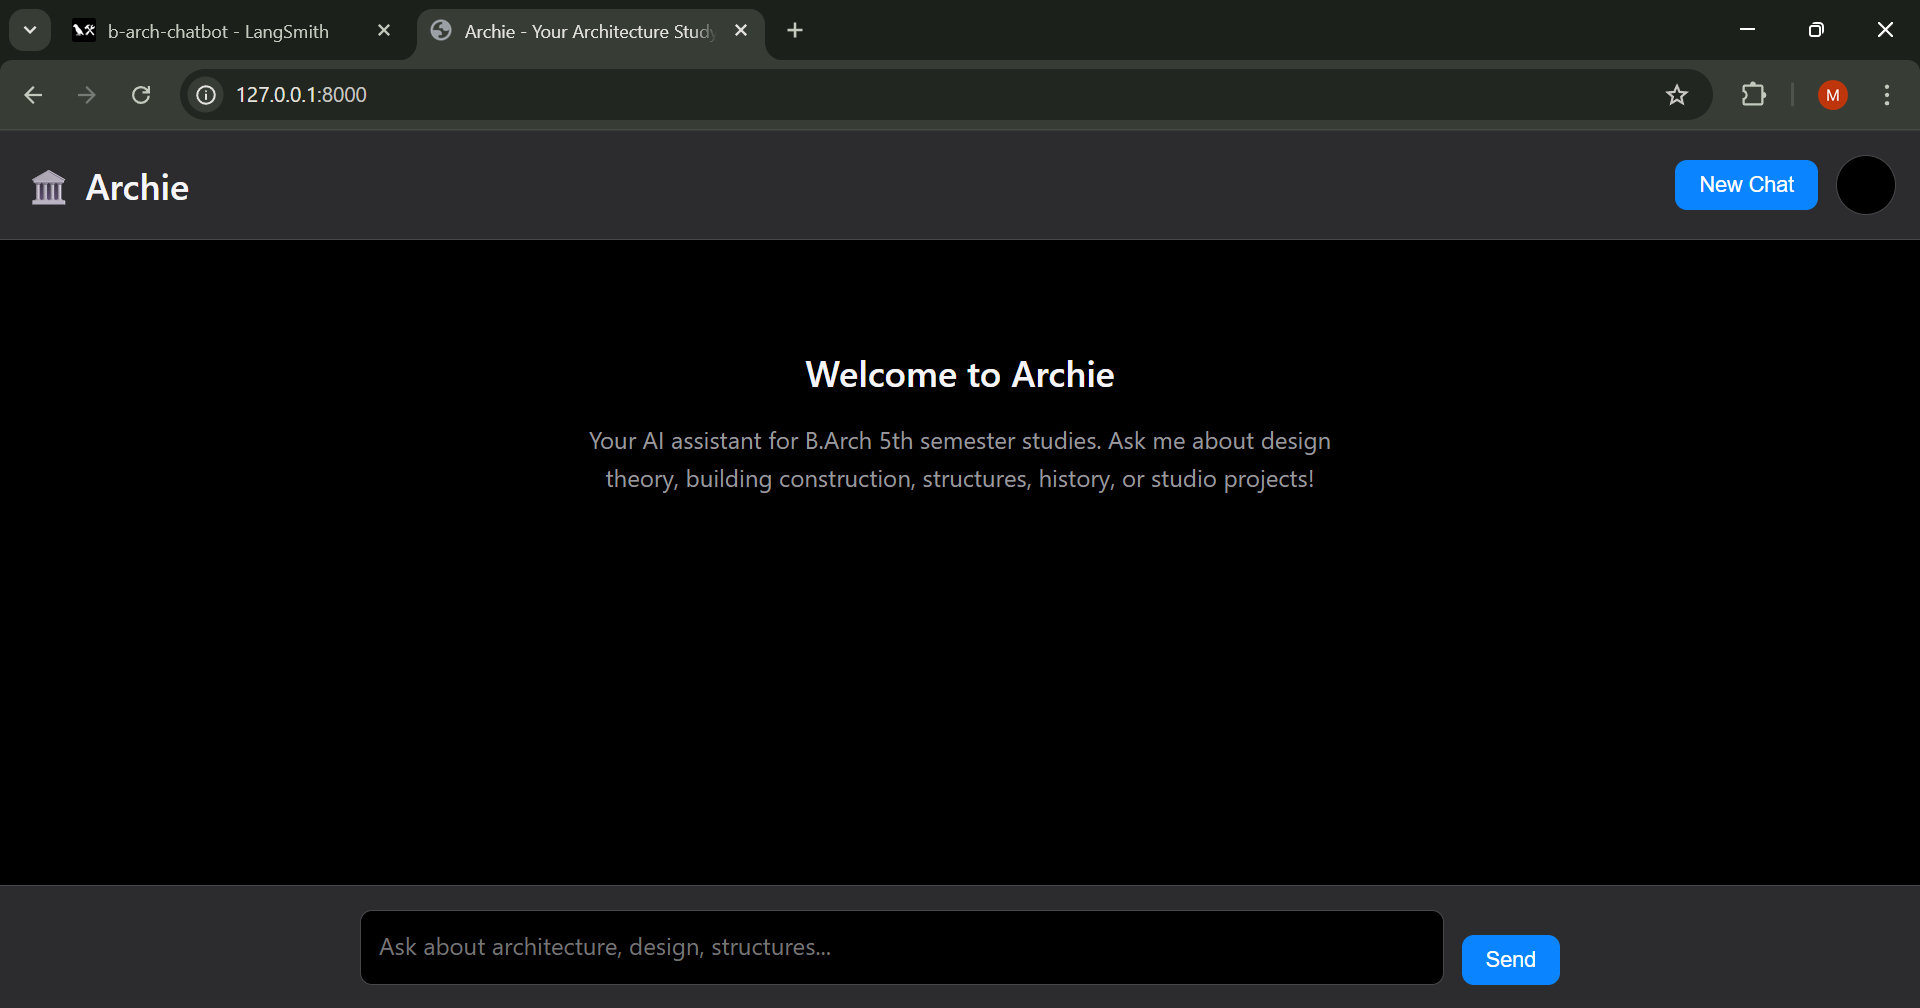 b-arch-chatbot - LangSmith
Archie - Your Architecture Study
127.0.0.1:8000
M
Archie
New Chat
Welcome to Archie
Your AI assistant for B.Arch 5th semester studies. Ask me about design
theory, building construction, structures, history, or studio projects!
Ask about architecture, design, structures...
Send